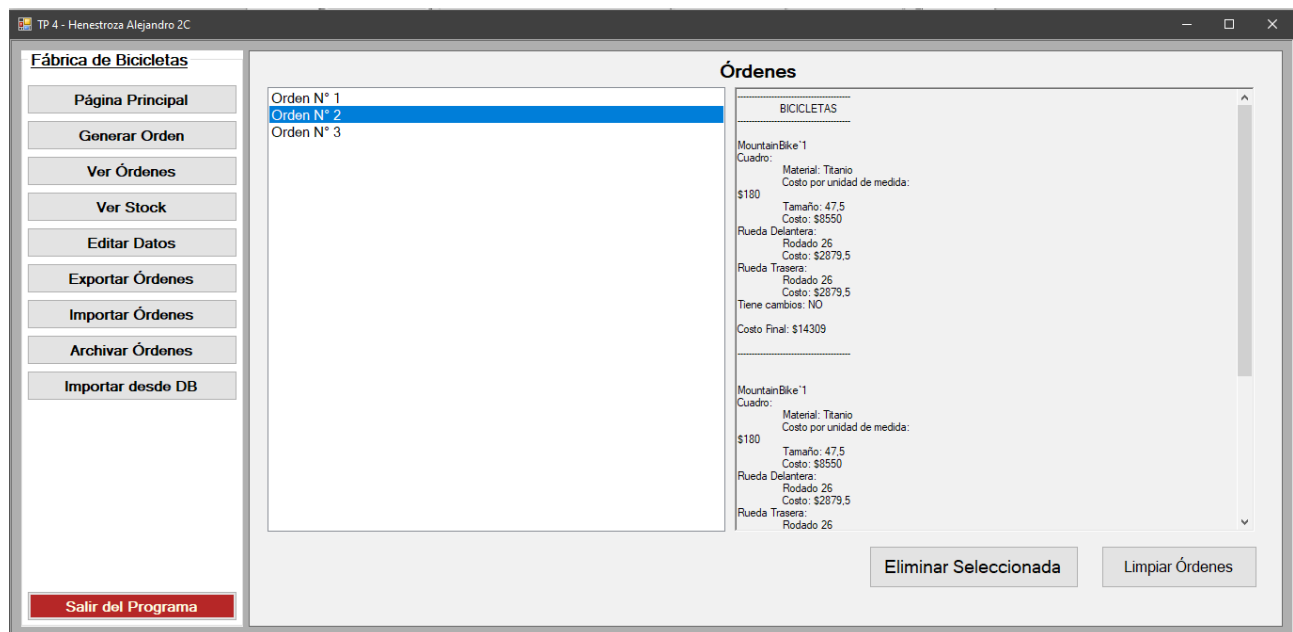 TP 4 - Henestroza Alejandro 2C
Fábrica de Bicicletas
Página Principal
Generar Orden
Ver Órdenes
Ver Stock
Editar Datos
Exportar Órdenes
Importar Órdenes
Archivar Órdenes
Importar desde DB
Salir del Programa
Órdenes
Orden N° 1
Orden N° 2
Orden N° 3
----------------------------------------
BICICLETAS
----------------------------------------
MountainBike`1
Cuadro:
Material: Titanio
Costo por unidad de medida:
$180
Tamaño: 47,5
Costo: $8550
Rueda Delantera:
Rodado 26
Costo: $2879,5
Rueda Trasera:
Rodado 26
Costo: $2879,5
Tiene cambios: NO
Costo Final: $14309
----------------------------------------
MountainBike`1
Cuadro:
Material: Titanio
Costo por unidad de medida:
$180
Tamaño: 47,5
Costo: $8550
Rueda Delantera:
Rodado 26
Costo: $2879,5
Rueda Trasera:
Rodado 26
Eliminar Seleccionada
Limpiar Órdenes